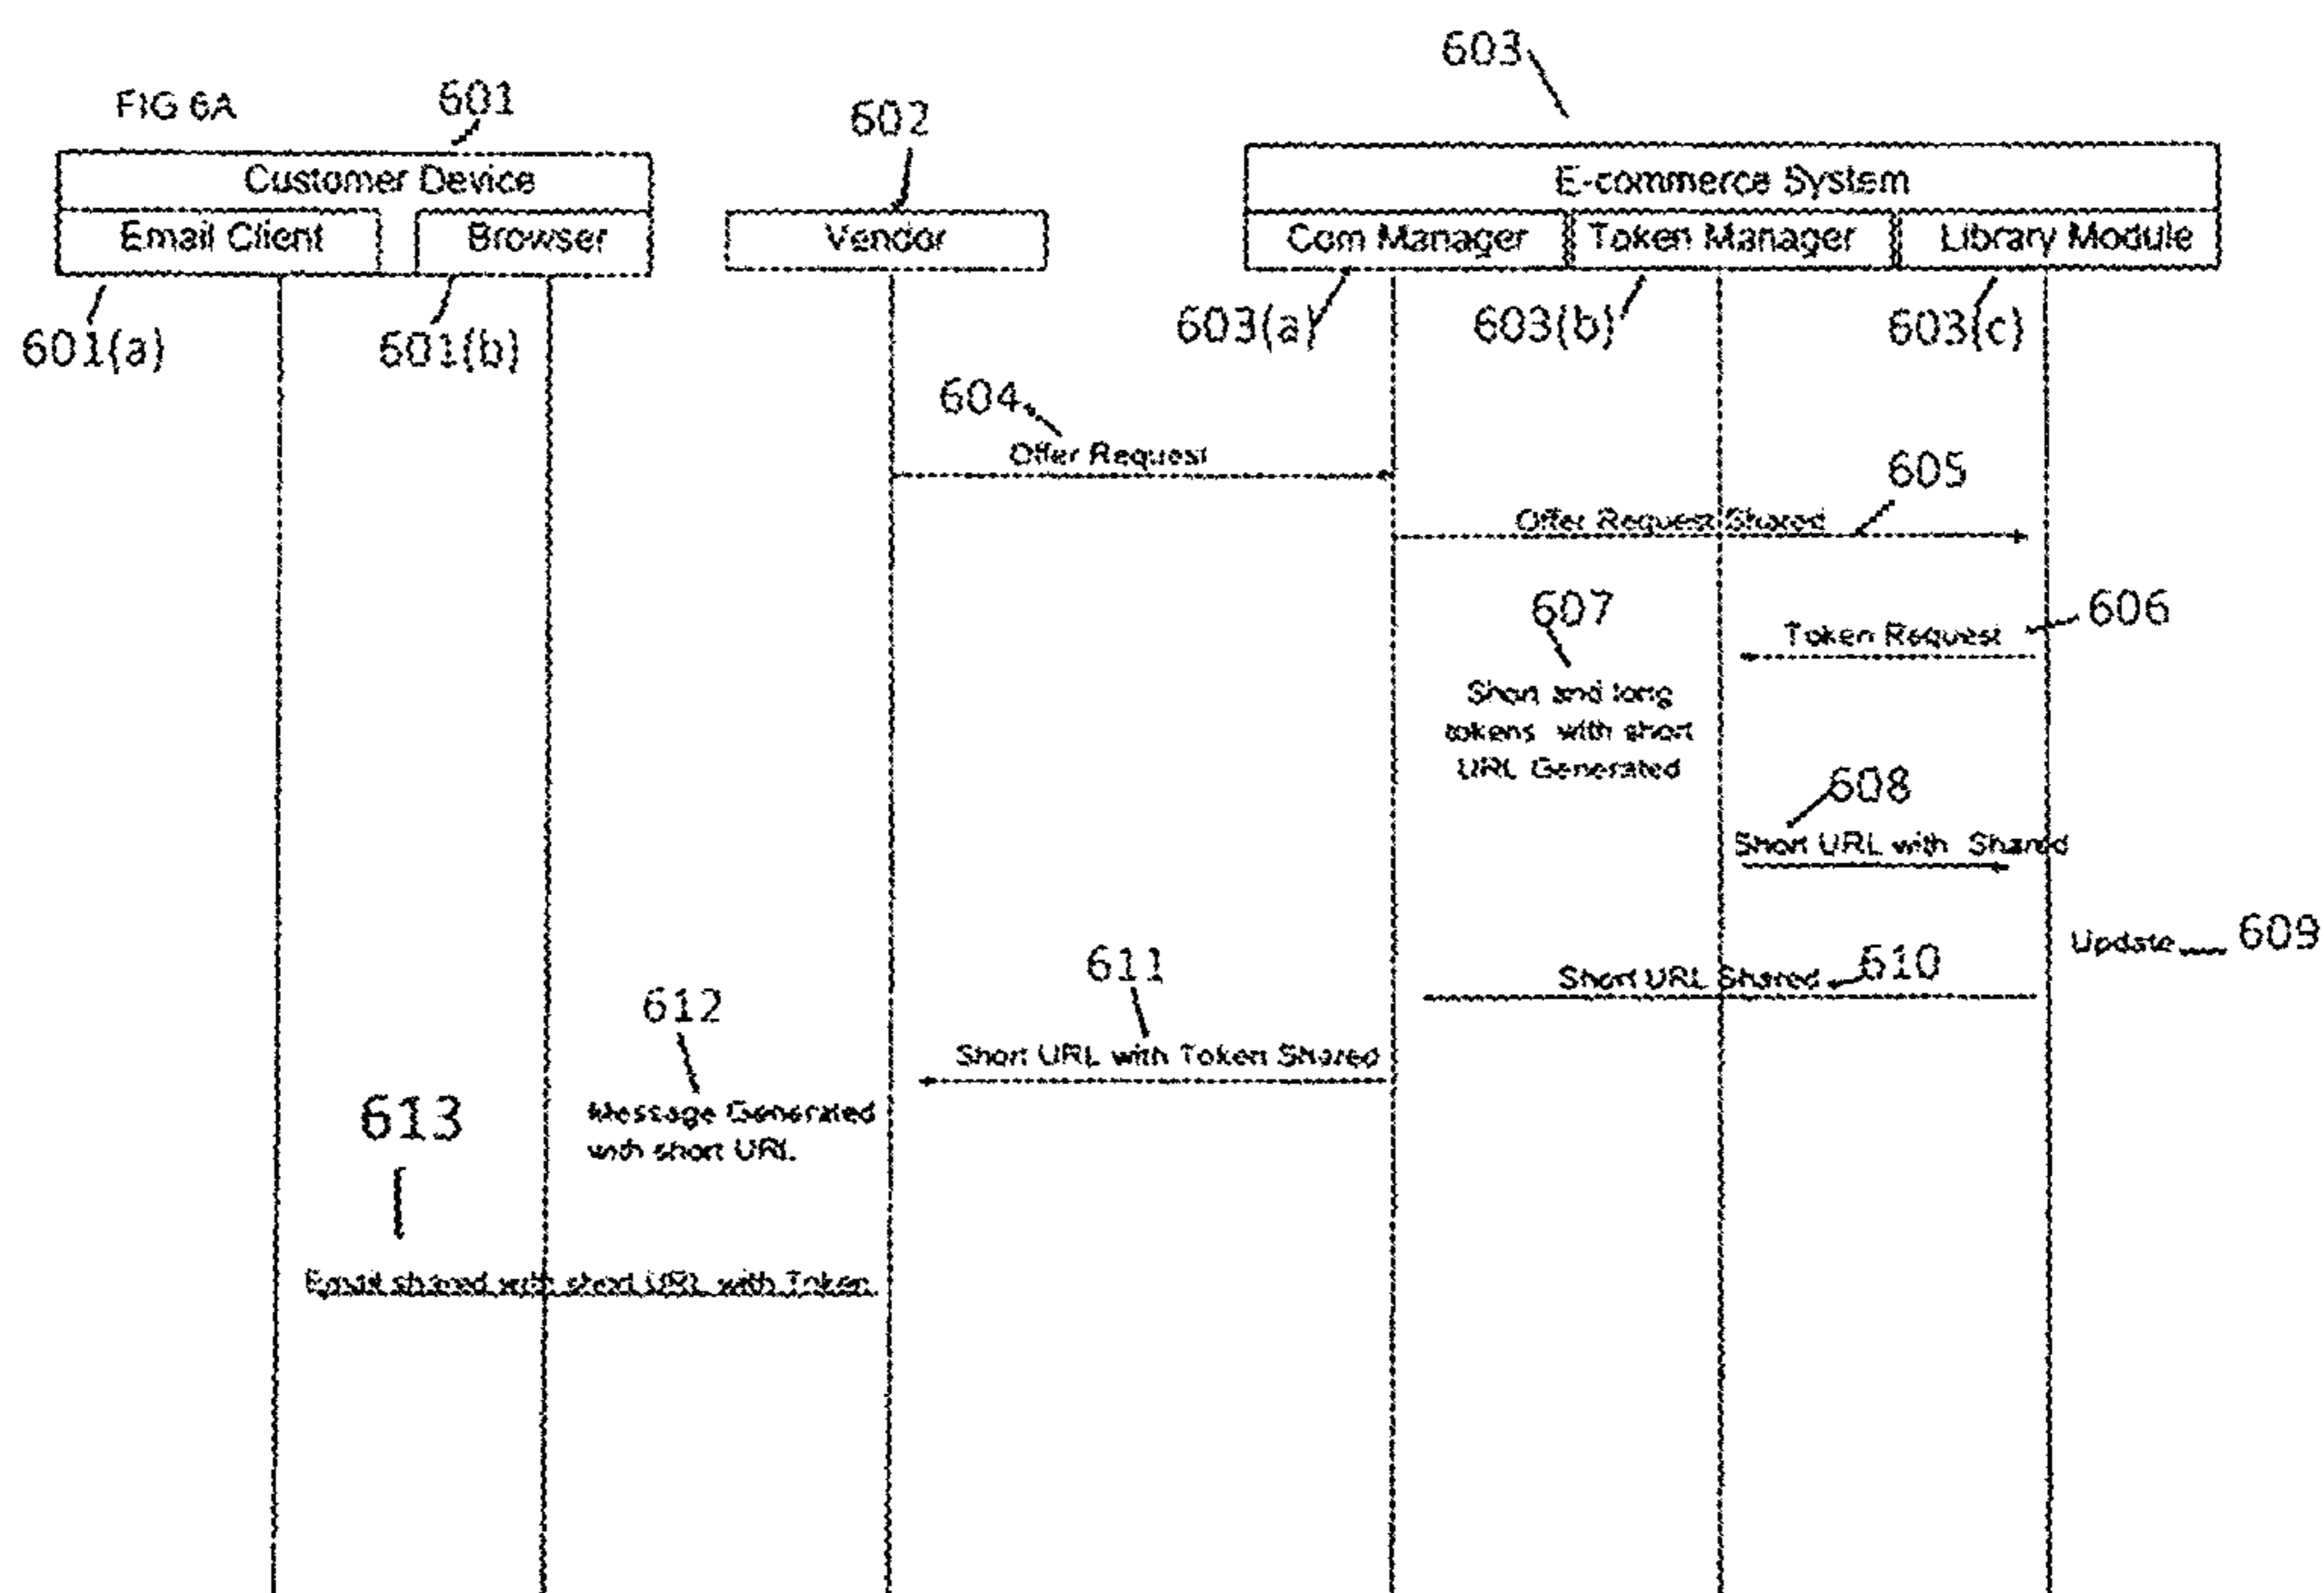 603
FIG 6A
601
602
Customer Device
E-commerce System
Email Client
Browser
Vendor
Com Manager
Token Manager
Library Module
601(a)
601(b)
603(a)
603(b)
603(c)
604
Offer Request
605
Offer Request Shared
607
606
Token Request
Short and long
tokens with short
URL Generated
608
Short URL with Shared
Update
609
611
Short URL Shared
610
612
Short URL with Token Shared
613
Message Generated
with short URL
Email shared with short URL with Token